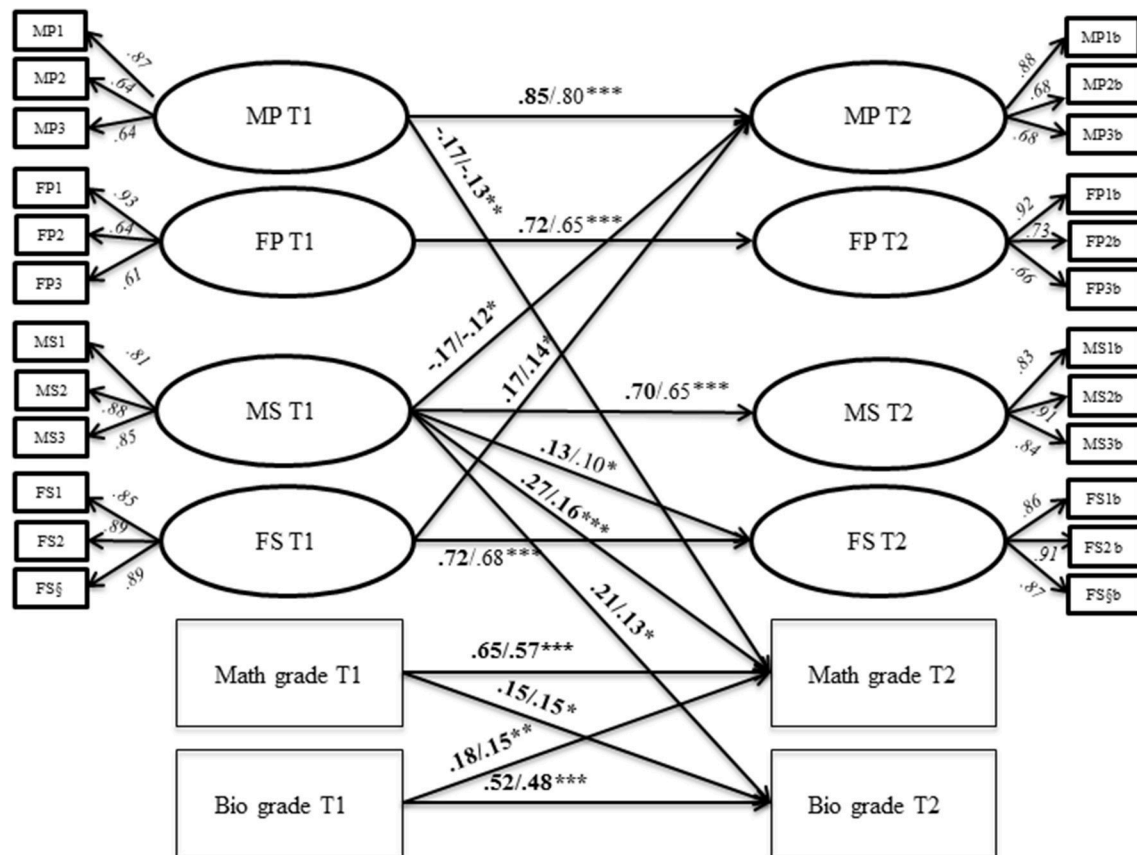 MP1
MP2
MP3
.87
.64
.64
MP T1
.85/.80***
-.17/-.13**
MP T2
.88
.68
.68
MP1b
MP2b
MP3b
FP1
FP2
FP3
.93
.64
.61
FP T1
.72/.65***
FP T2
.92
.73
.66
FP1b
FP2b
FP3b
-.17/-.12*
.17/.14*
MS1
MS2
MS3
.81
.88
.85
MS T1
.70/.65***
.13/.10*
.27/.16***
MS T2
.83
.91
.84
MS1b
MS2b
MS3b
FS1
FS2
FS§
.85
.89
.89
FS T1
.72/.68***
.21/.13*
FS T2
.86
.91
.87
FS1b
FS2b
FS§b
Math grade T1
.65/.57***
.15/.15*
Math grade T2
Bio grade T1
.18/.15**
.52/.48***
Bio grade T2